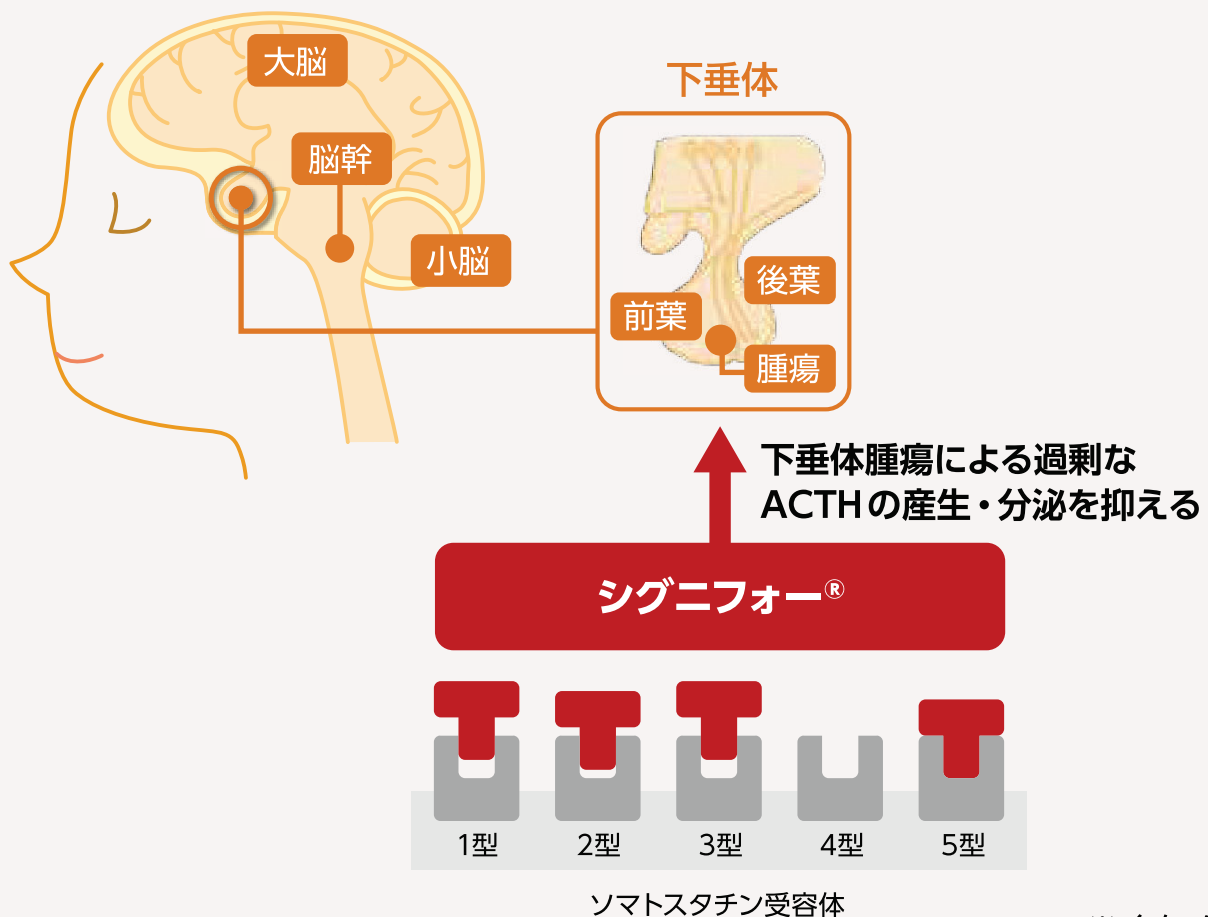 大脳
脳幹
小脳
下垂体
後葉
前葉
腫瘍
下垂体腫瘍による過剰な
ACTHの産生・分泌を抑える
シグニフォー®
1型 2型 3型 4型 5型
ソマトスタチン受容体